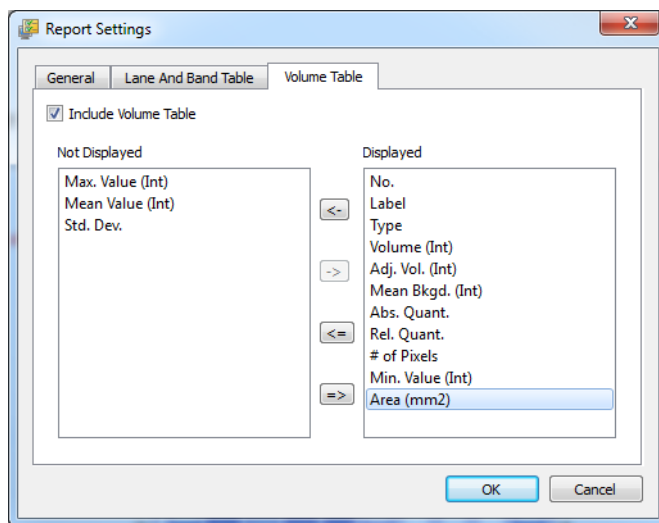 Report Settings
General
Lane And Band Table
Volume Table
Include Volume Table
Not Displayed
Displayed
Max. Value (Int)
Mean Value (Int)
Std. Dev.
<-
->
<=
=>
No.
Label
Type
Volume (Int)
Adj. Vol. (Int)
Mean Bkgd. (Int)
Abs. Quant.
Rel. Quant.
# of Pixels
Min. Value (Int)
Area (mm2)
OK
Cancel